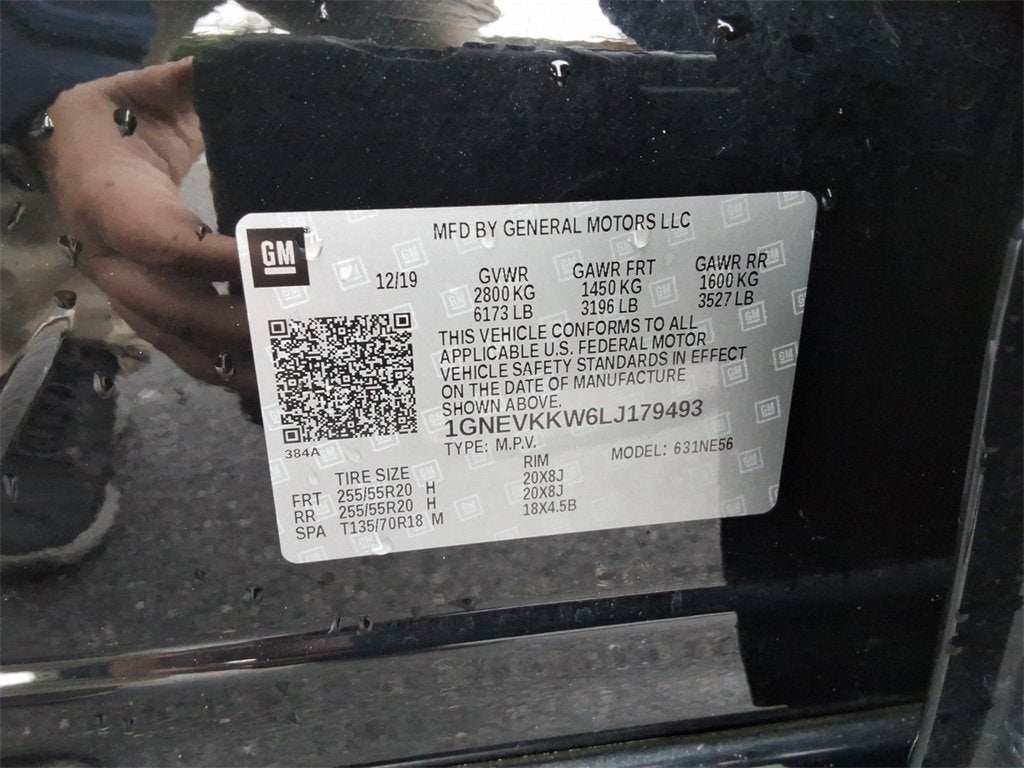 GM
MFD BY GENERAL MOTORS LLC
12/19
GVWR GAWR FRT GAWR RR
2800 KG 1450 KG 1600 KG
6173 LB 3196 LB 3527 LB
THIS VEHICLE CONFORMS TO ALL
APPLICABLE U.S. FEDERAL MOTOR
VEHICLE SAFETY STANDARDS IN EFFECT
ON THE DATE OF MANUFACTURE
SHOWN ABOVE.
1GNEVKKW6LJ179493
TYPE: M.P.V. MODEL: 631NE56
384A
TIRE SIZE RIM
FRT 255/55R20 H 20X8J
RR 255/55R20 H 20X8J
SPA T135/70R18 M 18X4.5B